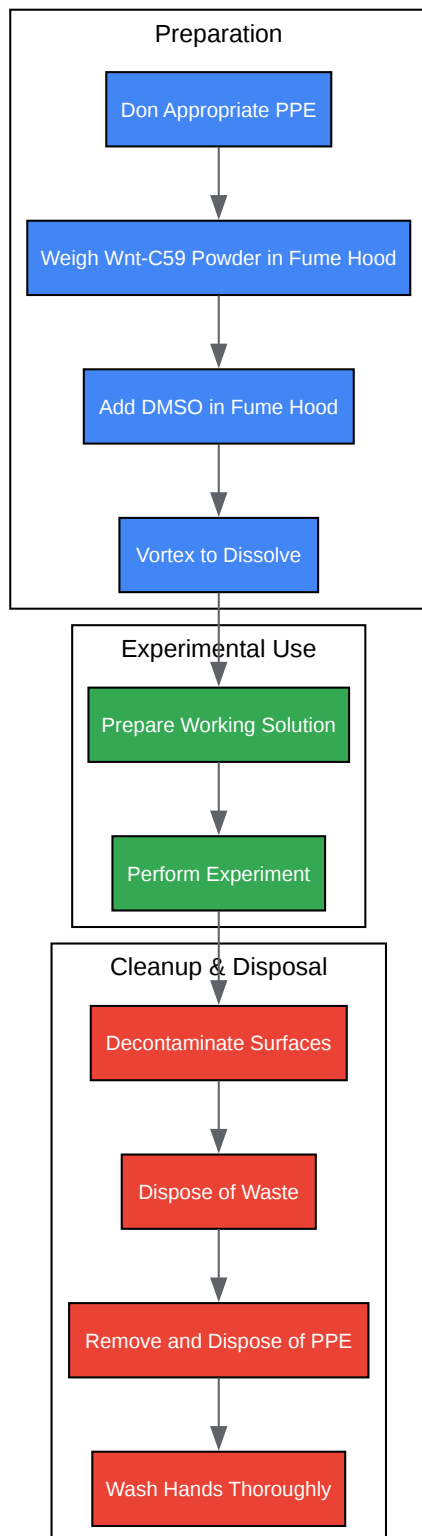 Preparation
Don Appropriate PPE
Weigh Wnt-C59 Powder in Fume Hood
Add DMSO in Fume Hood
Vortex to Dissolve
Experimental Use
Prepare Working Solution
Perform Experiment
Cleanup & Disposal
Decontaminate Surfaces
Dispose of Waste
Remove and Dispose of PPE
Wash Hands Thoroughly